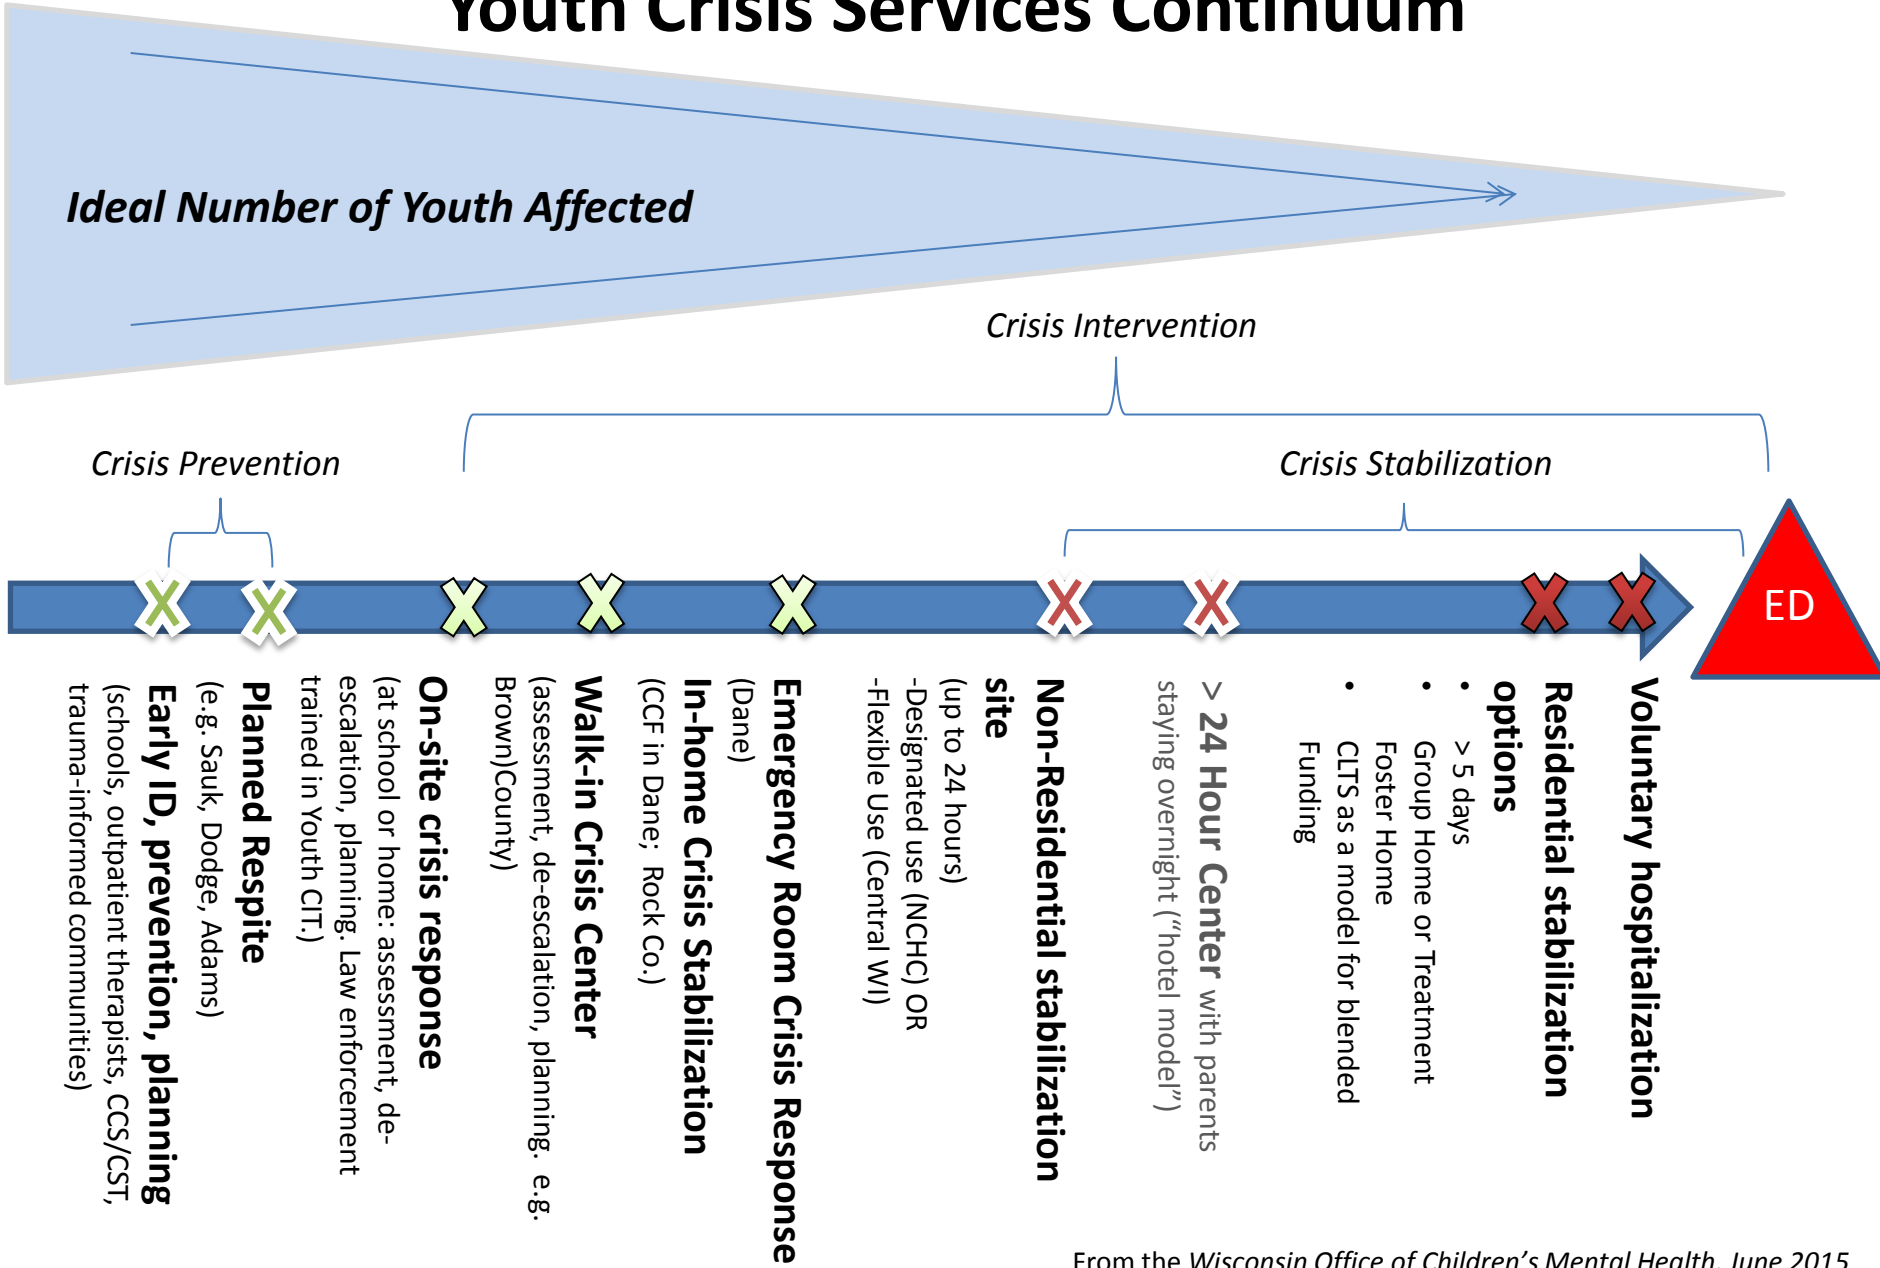 Youth Crisis Services Continuum
Ideal Number of Youth Affected
Crisis Intervention
Crisis Prevention
Crisis Stabilization
ED
Early ID, prevention, planning
(schools, outpatient therapists, CCS/CST,
trauma-informed communities)
Planned Respite
(e.g. Sauk, Dodge, Adams)
On-site crisis response
(at school or home: assessment, de-
escalation, planning. Law enforcement
trained in Youth CIT.)
Walk-in Crisis Center
(assessment, de-escalation, planning.  e.g.
Brown)County)
In-home Crisis Stabilization
(CCF in Dane;  Rock Co.)
Emergency Room Crisis Response
(Dane)
Non-Residential stabilization
site
(up to 24 hours)
-Designated use (NCHC) OR
-Flexible Use (Central WI)
> 24 Hour Center with parents
staying overnight (“hotel model”)
Residential stabilization
options
• > 5 days
• Group Home or Treatment
Foster Home
• CLTS as a model for blended
Funding
Voluntary hospitalization
From the Wisconsin Office of Children’s Mental Health, June 2015